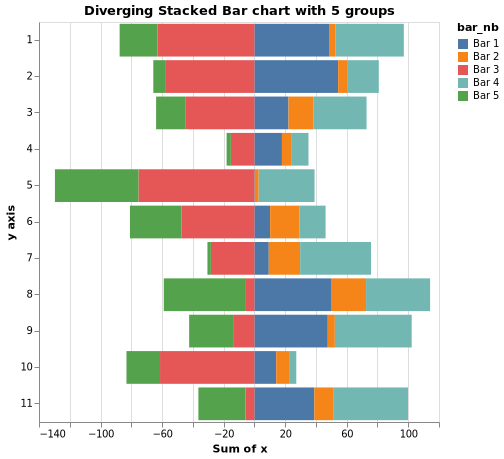 Diverging Stacked Bar chart with 5 groups
bar_nb
Bar 1
Bar 2
Bar 3
Bar 4
Bar 5
y axis
1
2
3
4
5
6
7
8
9
10
11
−140 −100 −60 −20 20 60 100
Sum of x